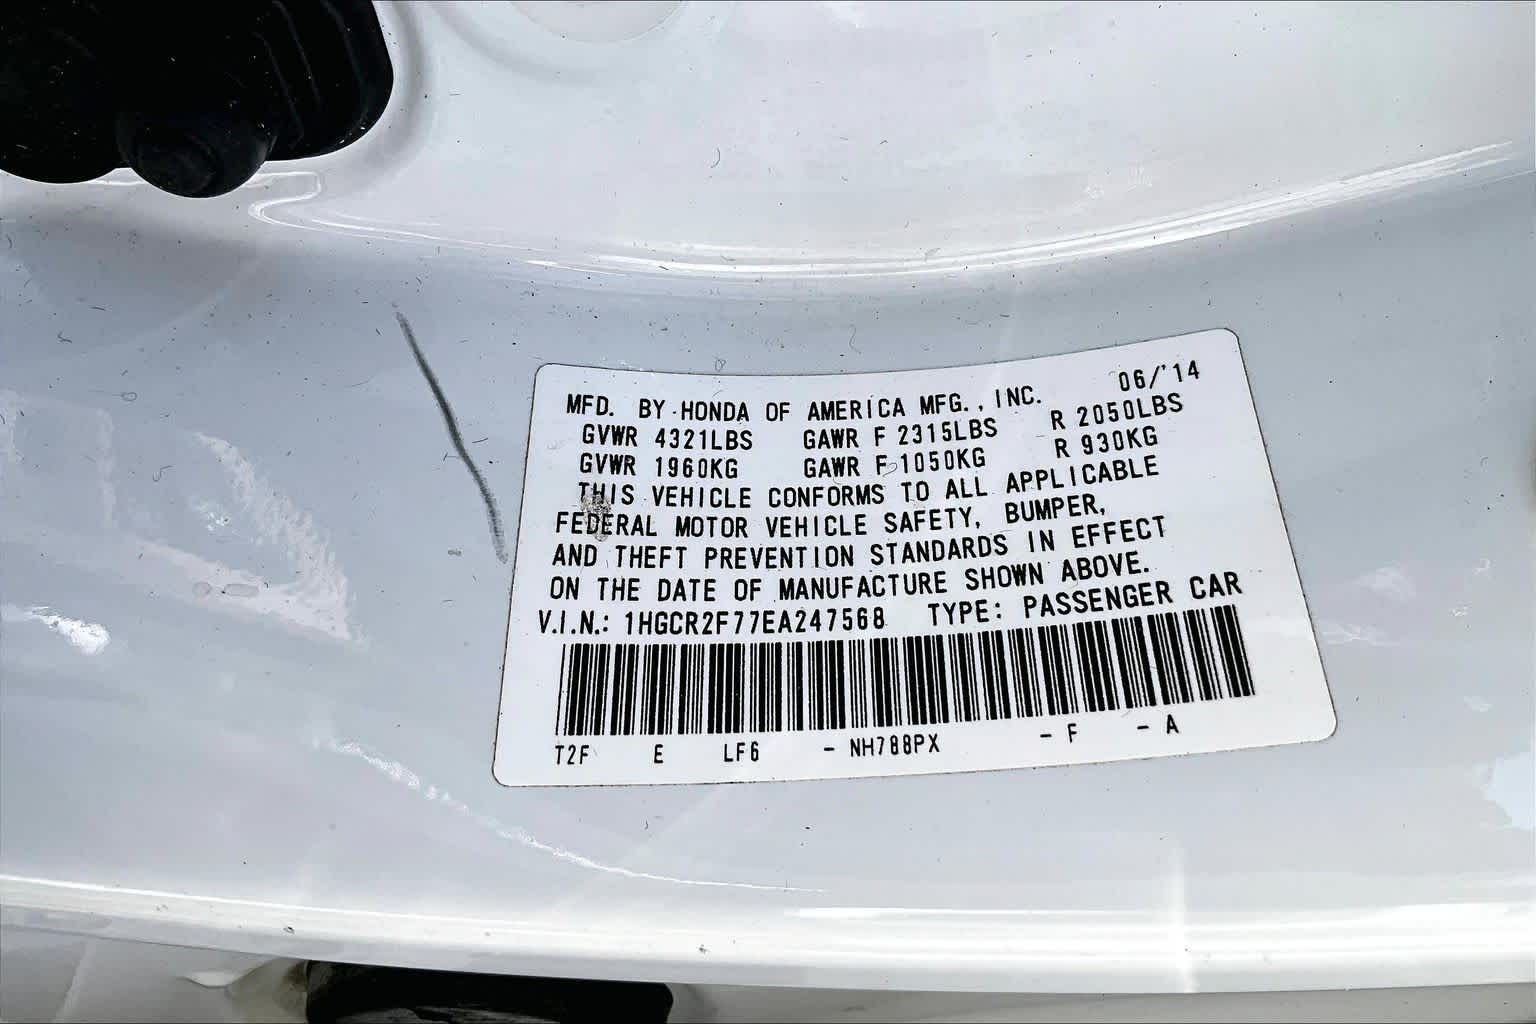 06/'14
MFD. BY HONDA OF AMERICA MFG., INC.
GVWR 4321LBS GAWR F 2315LBS R 2050LBS
GVWR 1960KG GAWR F 1050KG R 930KG
THIS VEHICLE CONFORMS TO ALL APPLICABLE
FEDERAL MOTOR VEHICLE SAFETY, BUMPER,
AND THEFT PREVENTION STANDARDS IN EFFECT
ON THE DATE OF MANUFACTURE SHOWN ABOVE.
V.I.N.: 1HGCR2F77EA247568 TYPE: PASSENGER CAR
T2F E LF6 - NH788PX - F - A